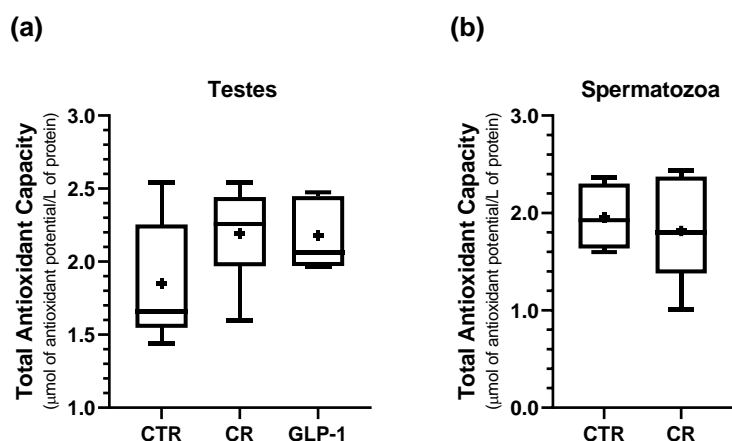 (a)
Testes
Total Antioxidant Capacity
(μmol of antioxidant potential/L of protein)
3.0
2.5
2.0
1.5
1.0
CTR CR GLP-1
(b)
Spermatozoa
Total Antioxidant Capacity
(μmol of antioxidant potential/L of protein)
3.0
2.0
1.0
0.0
CTR CR